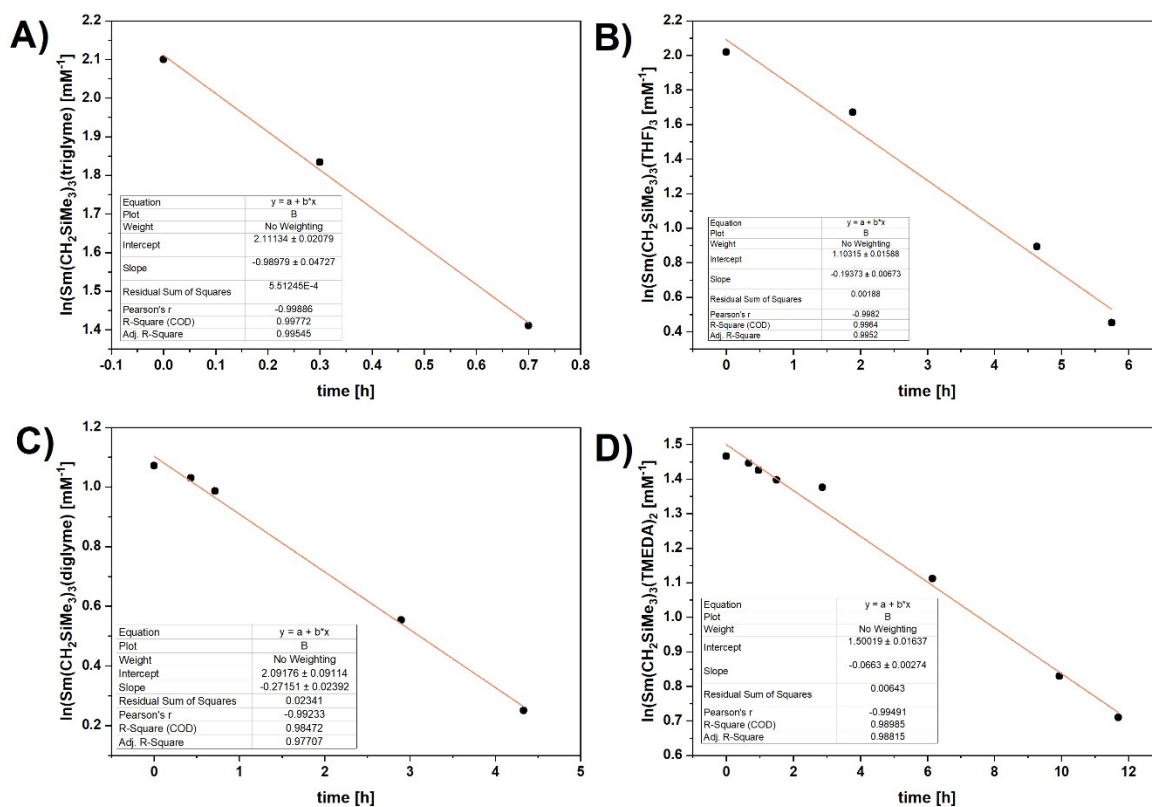 A)
ln(Sm(CH₂SiMe₃)₃(triglyme) [mM⁻¹]
2.2
2.1
2.0
1.9
1.8
1.7
1.6
1.5
1.4
Equation y = a + b*x
Plot B
Weight No Weighting
Intercept 2.11134 ± 0.02079
Slope -0.98979 ± 0.04727
Residual Sum of Squares 5.51245E-4
Pearson's r -0.99886
R-Square (COD) 0.99772
Adj. R-Square 0.99545
-0.1 0.0 0.1 0.2 0.3 0.4 0.5 0.6 0.7 0.8
time [h]
B)
ln(Sm(CH₂SiMe₃)₃(THF)₃ [mM⁻¹]
2.2
2.0
1.8
1.6
1.4
1.2
1.0
0.8
0.6
0.4
Equation y = a + b*x
Plot B
Weight No Weighting
Intercept 1.10315 ± 0.01588
Slope -0.19373 ± 0.00673
Residual Sum of Squares 0.00188
Pearson's r -0.9982
R-Square (COD) 0.9964
Adj. R-Square 0.9952
0 1 2 3 4 5 6
time [h]
C)
ln(Sm(CH₂SiMe₃)₃(diglyme) [mM⁻¹]
1.2
1.0
0.8
0.6
0.4
0.2
Equation y = a + b*x
Plot B
Weight No Weighting
Intercept 2.09176 ± 0.09114
Slope -0.27151 ± 0.02392
Residual Sum of Squares 0.02341
Pearson's r -0.99233
R-Square (COD) 0.98472
Adj. R-Square 0.97707
0 1 2 3 4 5
time [h]
D)
ln(Sm(CH₂SiMe₃)₃(TMEDA)₂ [mM⁻¹]
1.5
1.4
1.3
1.2
1.1
1.0
0.9
0.8
0.7
0.6
Equation y = a + b*x
Plot B
Weight No Weighting
Intercept 1.50019 ± 0.01637
Slope -0.0663 ± 0.00274
Residual Sum of Squares 0.00643
Pearson's r -0.99491
R-Square (COD) 0.98985
Adj. R-Square 0.98815
0 2 4 6 8 10 12
time [h]